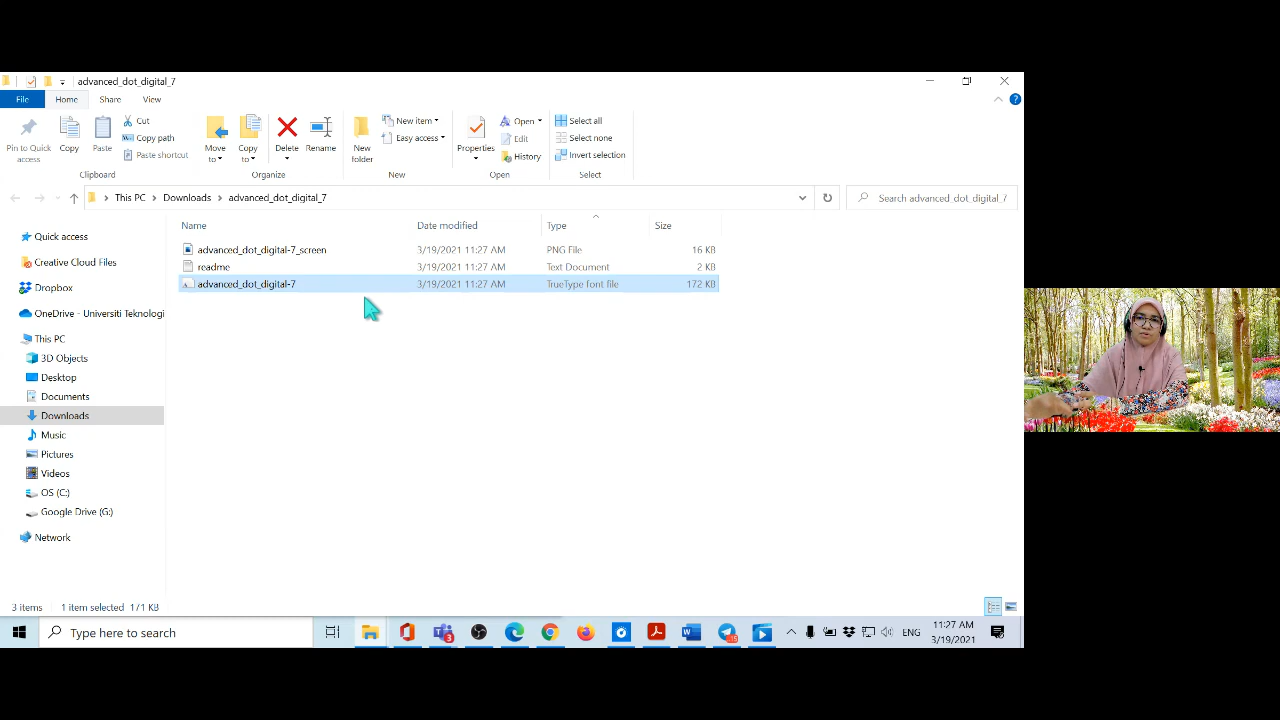 advanced_dot_digital_7
File Home Share View
Pin to Quick access
Copy
Paste
Cut
Copy path
Paste shortcut
Clipboard
Move to
Copy to
Delete
Rename
Organize
New folder
New item
Easy access
New
Properties
Open
Edit
History
Open
Select all
Select none
Invert selection
Select
This PC Downloads advanced_dot_digital_7
Search advanced_dot_digital_7
Name Date modified Type Size
advanced_dot_digital-7_screen 3/19/2021 11:27 AM PNG File 16 KB
readme 3/19/2021 11:27 AM Text Document 2 KB
advanced_dot_digital-7 3/19/2021 11:27 AM TrueType font file 172 KB
Quick access
Creative Cloud Files
Dropbox
OneDrive - Universiti Teknologi
This PC
3D Objects
Desktop
Documents
Downloads
Music
Pictures
Videos
OS (C:)
Google Drive (G:)
Network
3 items 1 item selected 171 KB
Type here to search
3
15
ENG
11:27 AM
3/19/2021